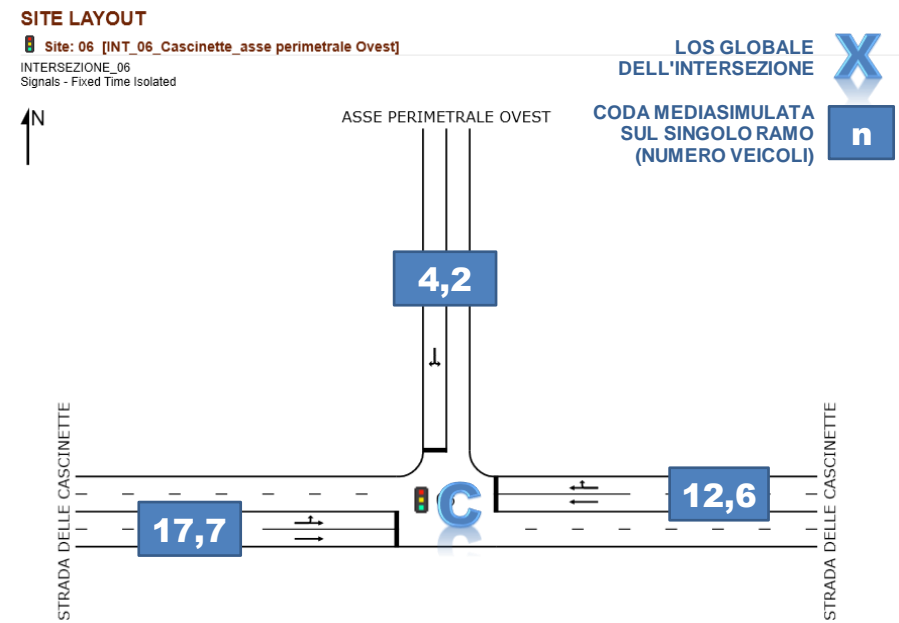 SITE LAYOUT
Site: 06 [INT_06_Cascinette_asse perimetrale Ovest]
INTERSEZIONE_06
Signals - Fixed Time Isolated
LOS GLOBALE
DELL'INTERSEZIONE
X
CODA MEDIASIMULATA
SUL SINGOLO RAMO
(NUMERO VEICOLI)
n
N
ASSE PERIMETRALE OVEST
4,2
STRADA DELLE CASCINETTE
17,7
C
12,6
STRADA DELLE CASCINETTE